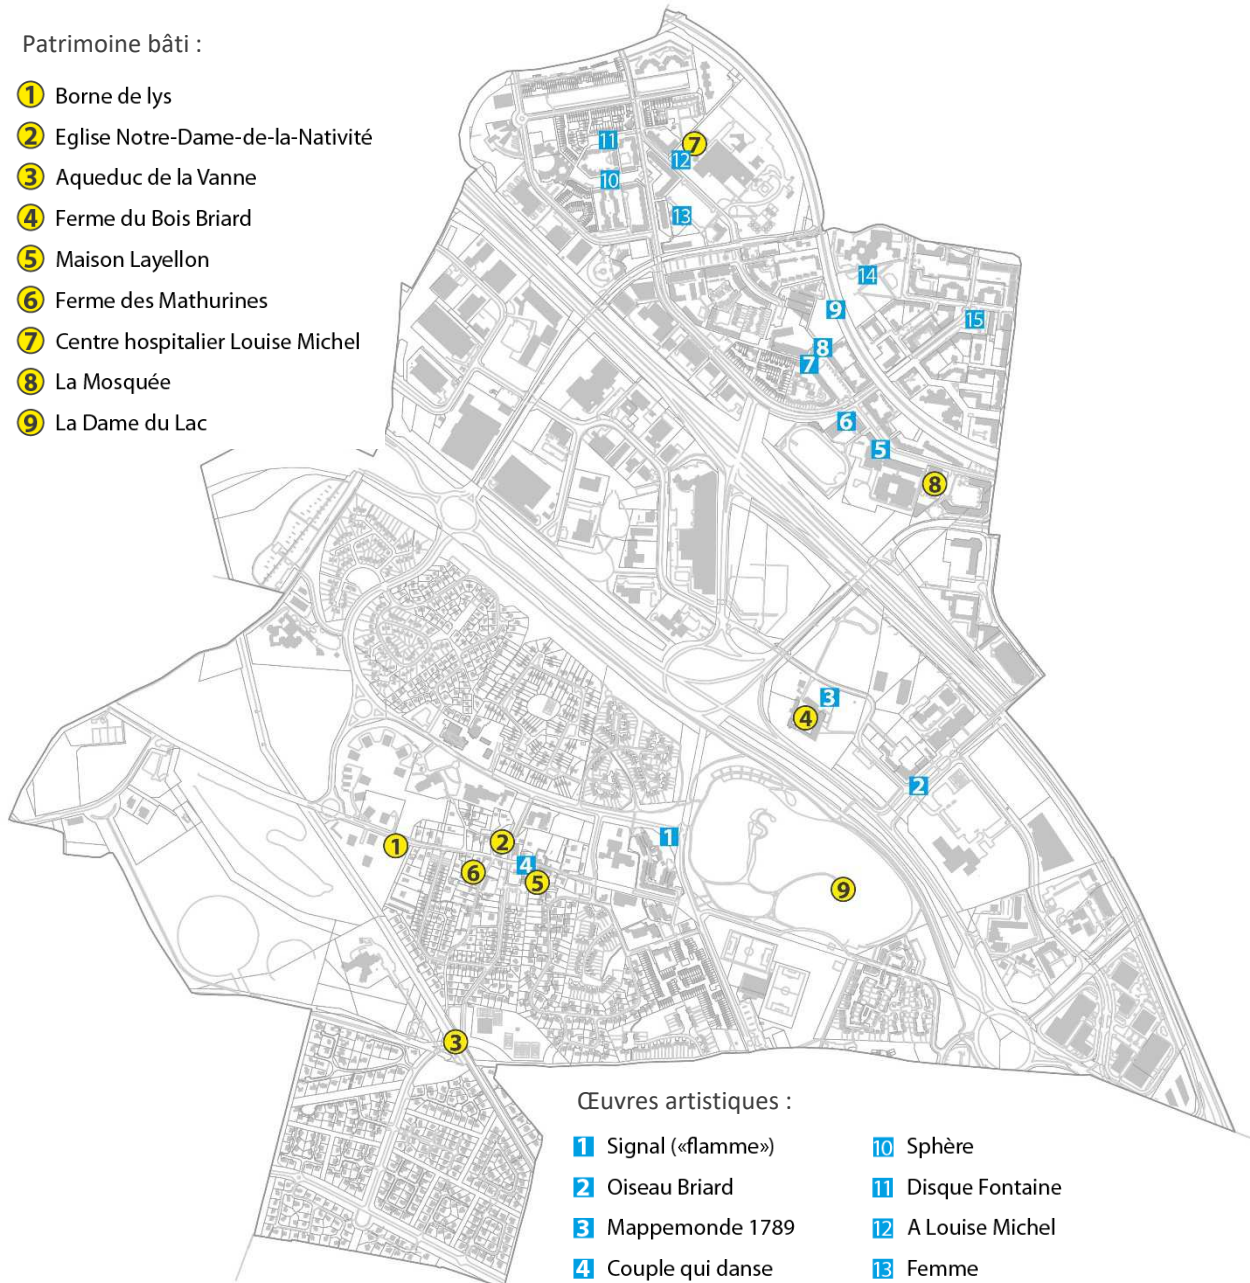 Patrimoine bâti :
1 Borne de lys
2 Eglise Notre-Dame-de-la-Nativité
3 Aqueduc de la Vanne
4 Ferme du Bois Briard
5 Maison Layellon
6 Ferme des Mathurines
7 Centre hospitalier Louise Michel
8 La Mosquée
9 La Dame du Lac
11
7
12
10
13
14
9
15
8
7
6
5
8
3
4
2
1
1
2
4
6
5
9
3
Œuvres artistiques :
1 Signal («flamme»)
2 Oiseau Briard
3 Mappemonde 1789
4 Couple qui danse
10 Sphère
11 Disque Fontaine
12 A Louise Michel
13 Femme